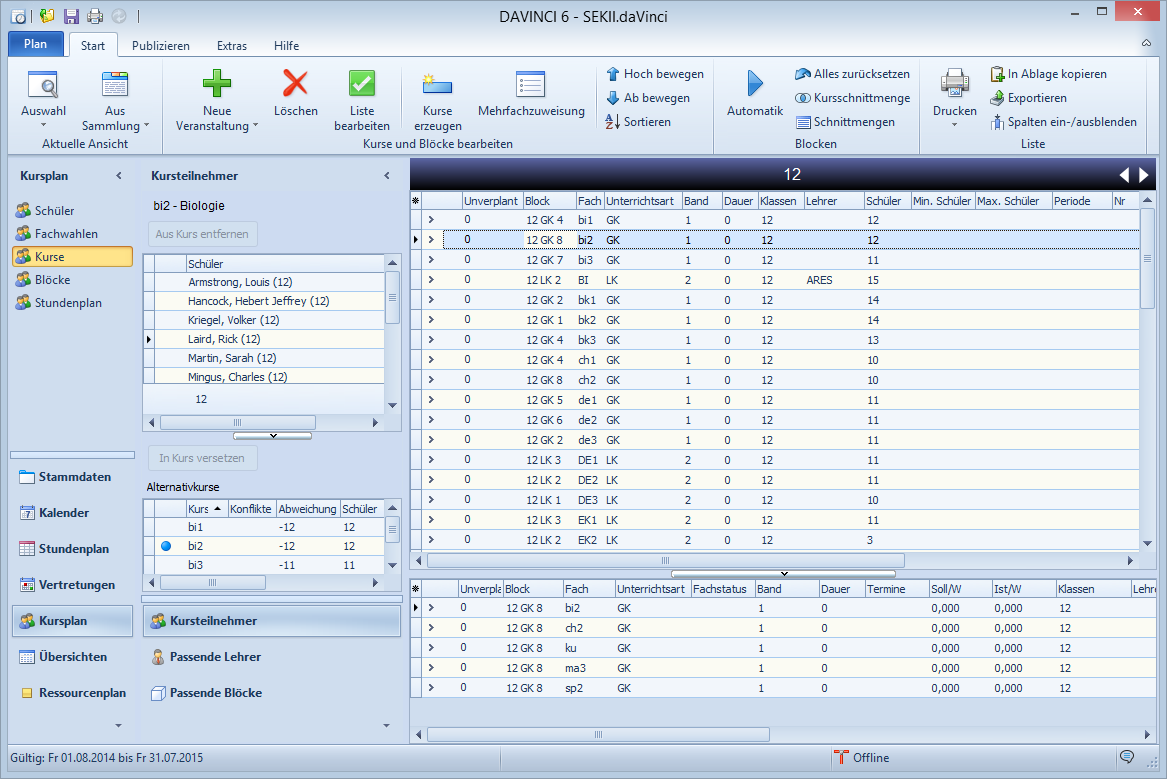 DAVINCI 6 - SEKII.daVinci
Plan Start Publizieren Extras Hilfe
Auswahl
Aus Sammlung
Aktuelle Ansicht
Neue Veranstaltung
Löschen
Liste bearbeiten
Kurse erzeugen
Mehrfachzuweisung
Hoch bewegen
Ab bewegen
Sortieren
Kurse und Blöcke bearbeiten
Automatik
Alles zurücksetzen
Kursschnittmenge
Schnittmengen
Blocken
Drucken
In Ablage kopieren
Exportieren
Spalten ein-/ausblenden
Liste
Kursplan
Schüler
Fachwahlen
Kurse
Blöcke
Stundenplan
Stammdaten
Kalender
Stundenplan
Vertretungen
Kursplan
Übersichten
Ressourcenplan
Kursteilnehmer
bi2 - Biologie
Aus Kurs entfernen
Schüler
Armstrong, Louis (12)
Hancock, Hebert Jeffrey (12)
Kriegel, Volker (12)
Laird, Rick (12)
Martin, Sarah (12)
Mingus, Charles (12)
12
In Kurs versetzen
Alternativkurse
Kurs Konflikte Abweichung Schüler
bi1 -12 12
bi2 -12 12
bi3 -11 11
Kursteilnehmer
Passende Lehrer
Passende Blöcke
12
Unverplant Block Fach Unterrichtsart Band Dauer Klassen Lehrer Schüler Min. Schüler Max. Schüler Periode Nr
0 12 GK 4 bi1 GK 1 0 12 12
0 12 GK 8 bi2 GK 1 0 12 12
0 12 GK 7 bi3 GK 1 0 12 11
0 12 LK 2 BI LK 2 0 12 ARES 15
0 12 GK 2 bk1 GK 1 0 12 14
0 12 GK 1 bk2 GK 1 0 12 14
0 12 GK 4 bk3 GK 1 0 12 13
0 12 GK 4 ch1 GK 1 0 12 10
0 12 GK 8 ch2 GK 1 0 12 10
0 12 GK 5 de1 GK 1 0 12 11
0 12 GK 6 de2 GK 1 0 12 11
0 12 GK 2 de3 GK 1 0 12 11
0 12 LK 3 DE1 LK 2 0 12 11
0 12 LK 2 DE2 LK 2 0 12 11
0 12 LK 1 DE3 LK 2 0 12 10
0 12 LK 3 EK1 LK 2 0 12 11
0 12 LK 2 EK2 LK 2 0 12 3
Unverpla Block Fach Unterrichtsart Fachstatus Band Dauer Termine Soll/W Ist/W Klassen Lehre
0 12 GK 8 bi2 GK 1 0 0,000 0,000 12
0 12 GK 8 ch2 GK 1 0 0,000 0,000 12
0 12 GK 8 ku GK 1 0 0,000 0,000 12
0 12 GK 8 ma3 GK 1 0 0,000 0,000 12
0 12 GK 8 sp2 GK 1 0 0,000 0,000 12
Gültig: Fr 01.08.2014 bis Fr 31.07.2015
Offline